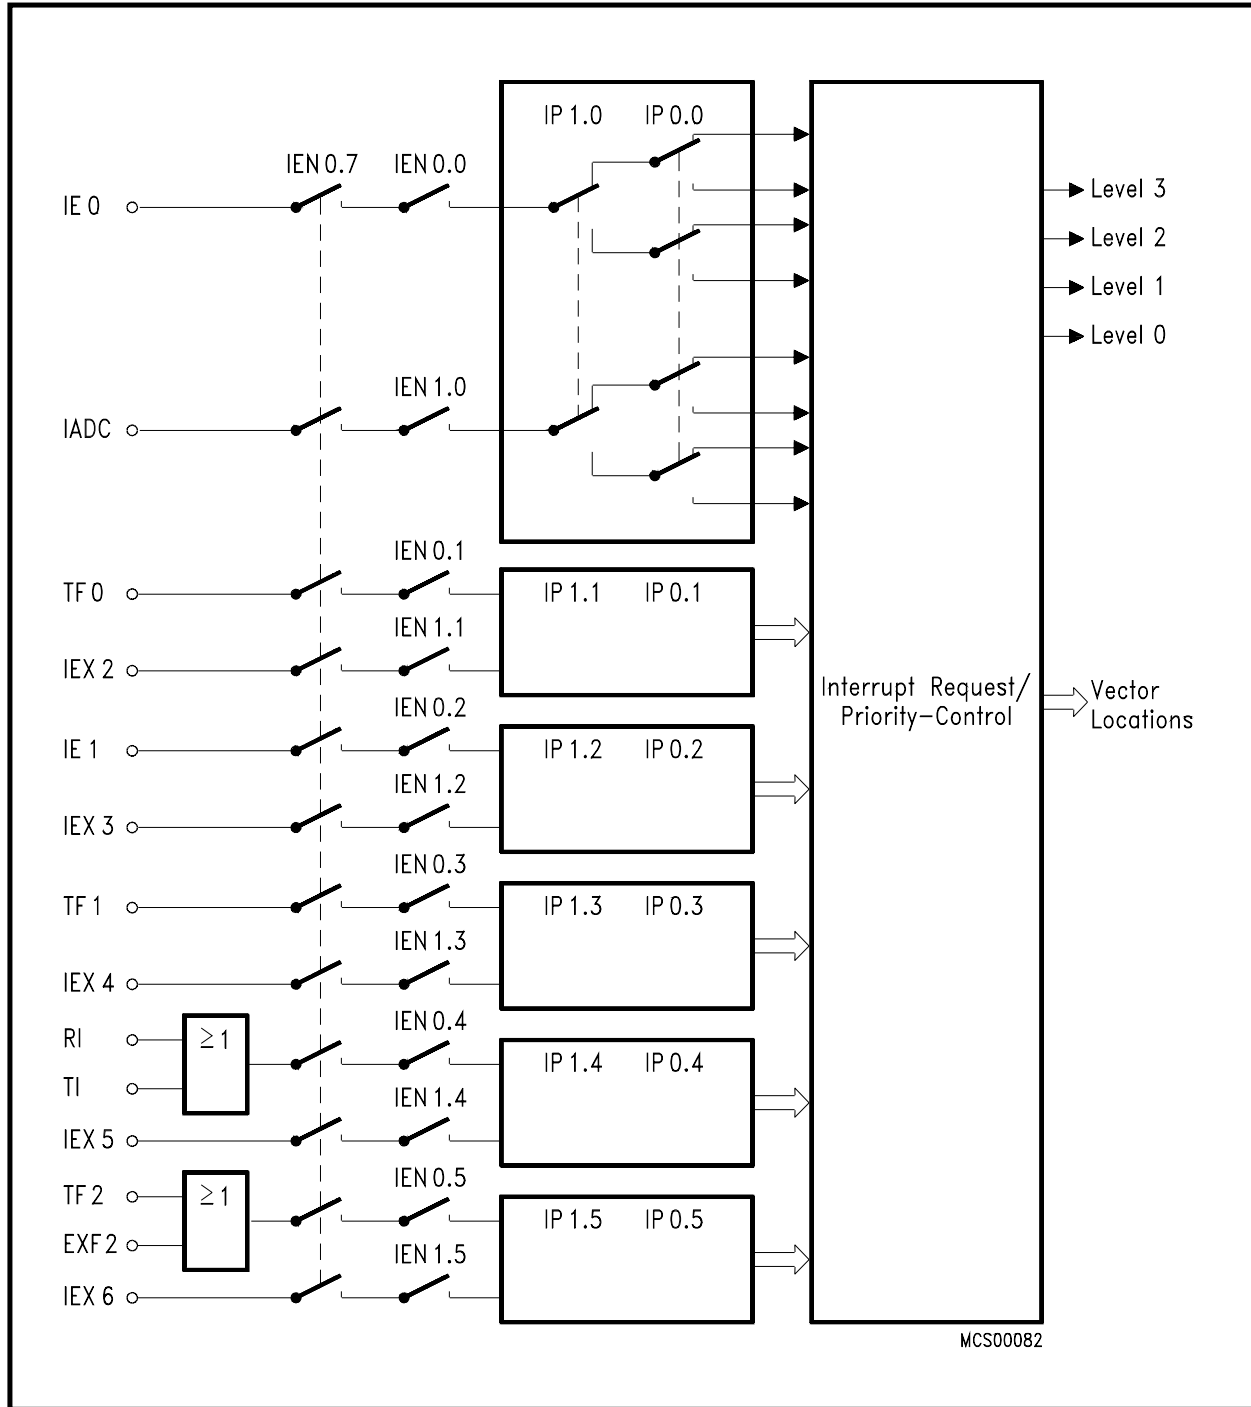 IP 1.0 IP 0.0
IEN 0.7 IEN 0.0
IE 0
Level 3
Level 2
Level 1
Level 0
IEN 1.0
IADC
IEN 0.1
TF 0
IP 1.1 IP 0.1
IEN 1.1
IEX 2
Interrupt Request/
Priority-Control
Vector
Locations
IEN 0.2
IE 1
IP 1.2 IP 0.2
IEN 1.2
IEX 3
IEN 0.3
TF 1
IP 1.3 IP 0.3
IEN 1.3
IEX 4
IEN 0.4
RI
≥ 1
TI
IP 1.4 IP 0.4
IEN 1.4
IEX 5
IEN 0.5
TF 2
≥ 1
EXF 2
IP 1.5 IP 0.5
IEN 1.5
IEX 6
MCS00082